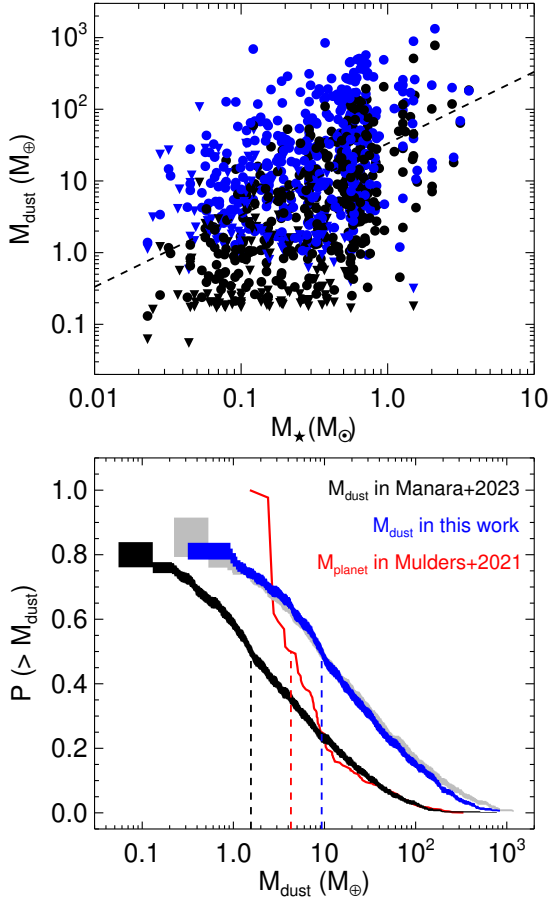 10³
10²
10
1.0
0.1
M_dust (M_⊕)
0.01 0.1 1.0 10
M_★(M_⊙)
1.0
0.8
0.6
0.4
0.2
0.0
P (> M_dust)
M_dust in Manara+2023
M_dust in this work
M_planet in Mulders+2021
0.1 1.0 10 10² 10³
M_dust (M_⊕)